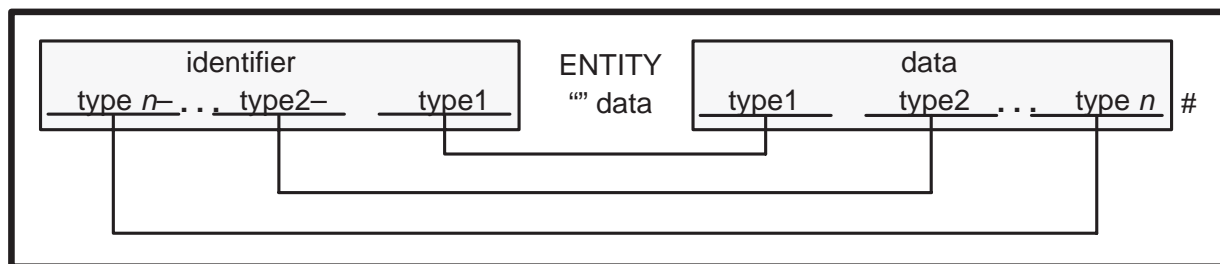 identifier ENTITY data
type n– . . . type2– type1 “” data type1 type2 . . . type n #